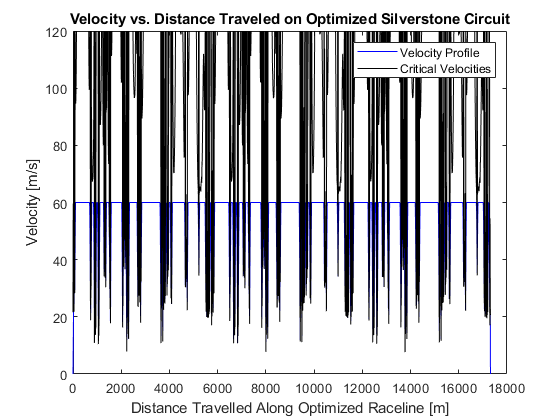 Velocity vs. Distance Traveled on Optimized Silverstone Circuit
120
Velocity Profile
Critical Velocities
100
80
60
40
20
0
Velocity [m/s]
0 2000 4000 6000 8000 10000 12000 14000 16000 18000
Distance Travelled Along Optimized Raceline [m]